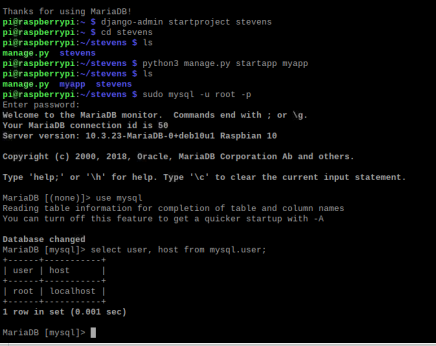 Thanks for using MariaDB!
pi@raspberrypi:~ $ django-admin startproject stevens
pi@raspberrypi:~ $ cd stevens
pi@raspberrypi:~/stevens $ ls
manage.py  stevens
pi@raspberrypi:~/stevens $ python3 manage.py startapp myapp
pi@raspberrypi:~/stevens $ ls
manage.py  myapp  stevens
pi@raspberrypi:~/stevens $ sudo mysql -u root -p
Enter password:
Welcome to the MariaDB monitor.  Commands end with ; or \g.
Your MariaDB connection id is 50
Server version: 10.3.23-MariaDB-0+deb10u1 Raspbian 10

Copyright (c) 2000, 2018, Oracle, MariaDB Corporation Ab and others.

Type 'help;' or '\h' for help. Type '\c' to clear the current input statement.

MariaDB [(none)]> use mysql
Reading table information for completion of table and column names
You can turn off this feature to get a quicker startup with -A

Database changed
MariaDB [mysql]> select user, host from mysql.user;
+------+-----------+
| user | host      |
+------+-----------+
| root | localhost |
+------+-----------+
1 row in set (0.001 sec)

MariaDB [mysql]>